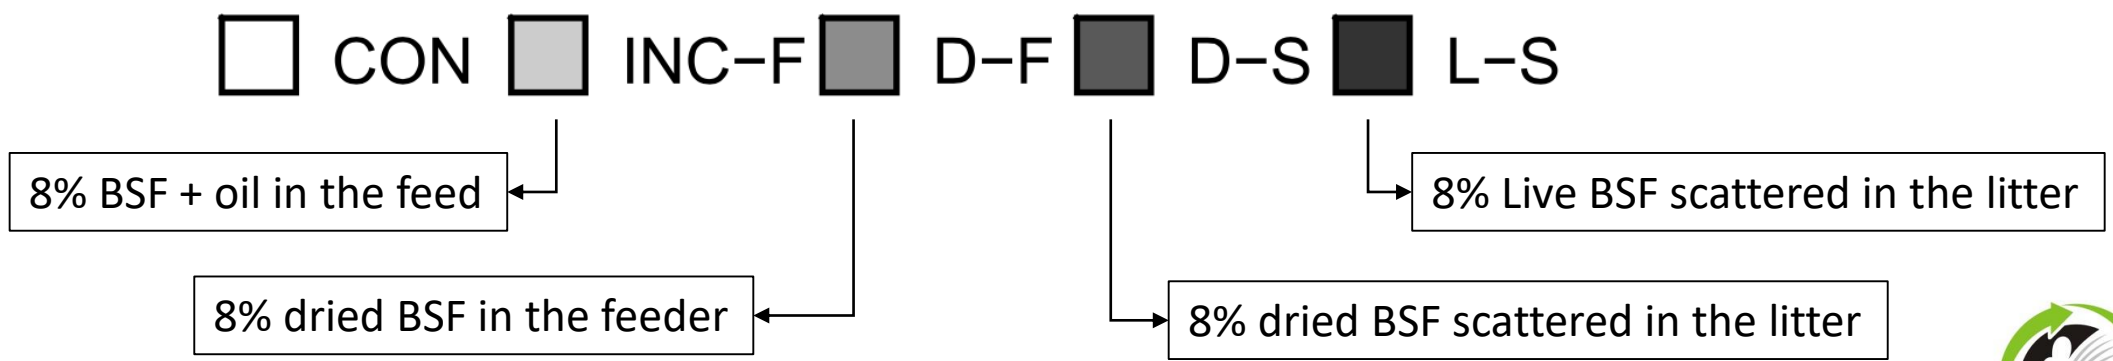 CON INC–F D–F D–S L–S
8% BSF + oil in the feed
8% Live BSF scattered in the litter
8% dried BSF in the feeder
8% dried BSF scattered in the litter